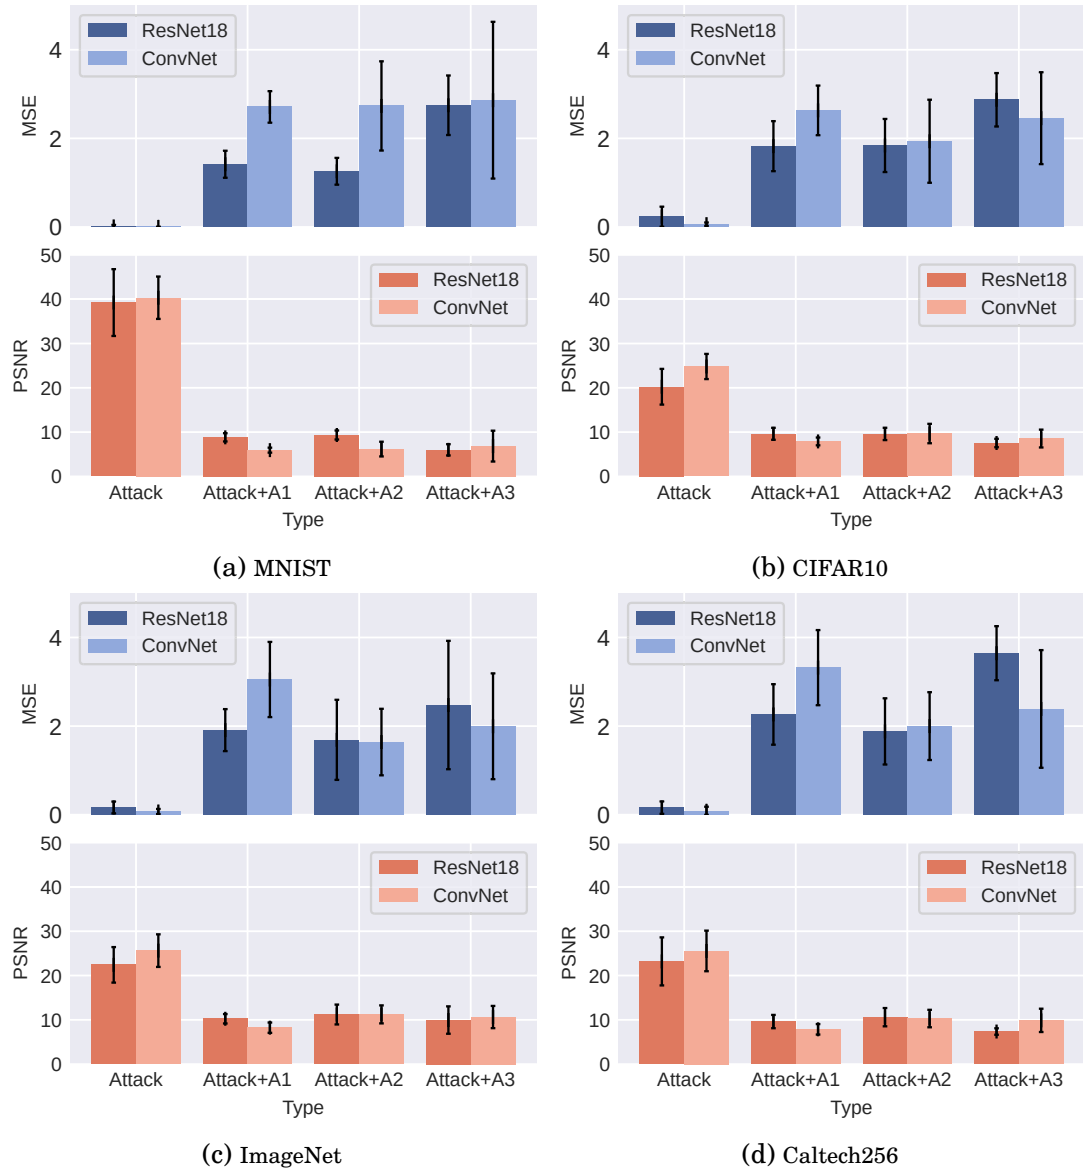 ResNet18
ConvNet
MSE
4
2
0
ResNet18
ConvNet
PSNR
50
40
30
20
10
0
Attack Attack+A1 Attack+A2 Attack+A3
Type
(a) MNIST
ResNet18
ConvNet
MSE
4
2
0
ResNet18
ConvNet
PSNR
50
40
30
20
10
0
Attack Attack+A1 Attack+A2 Attack+A3
Type
(b) CIFAR10
ResNet18
ConvNet
MSE
4
2
0
ResNet18
ConvNet
PSNR
50
40
30
20
10
0
Attack Attack+A1 Attack+A2 Attack+A3
Type
(c) ImageNet
ResNet18
ConvNet
MSE
4
2
0
ResNet18
ConvNet
PSNR
50
40
30
20
10
0
Attack Attack+A1 Attack+A2 Attack+A3
Type
(d) Caltech256